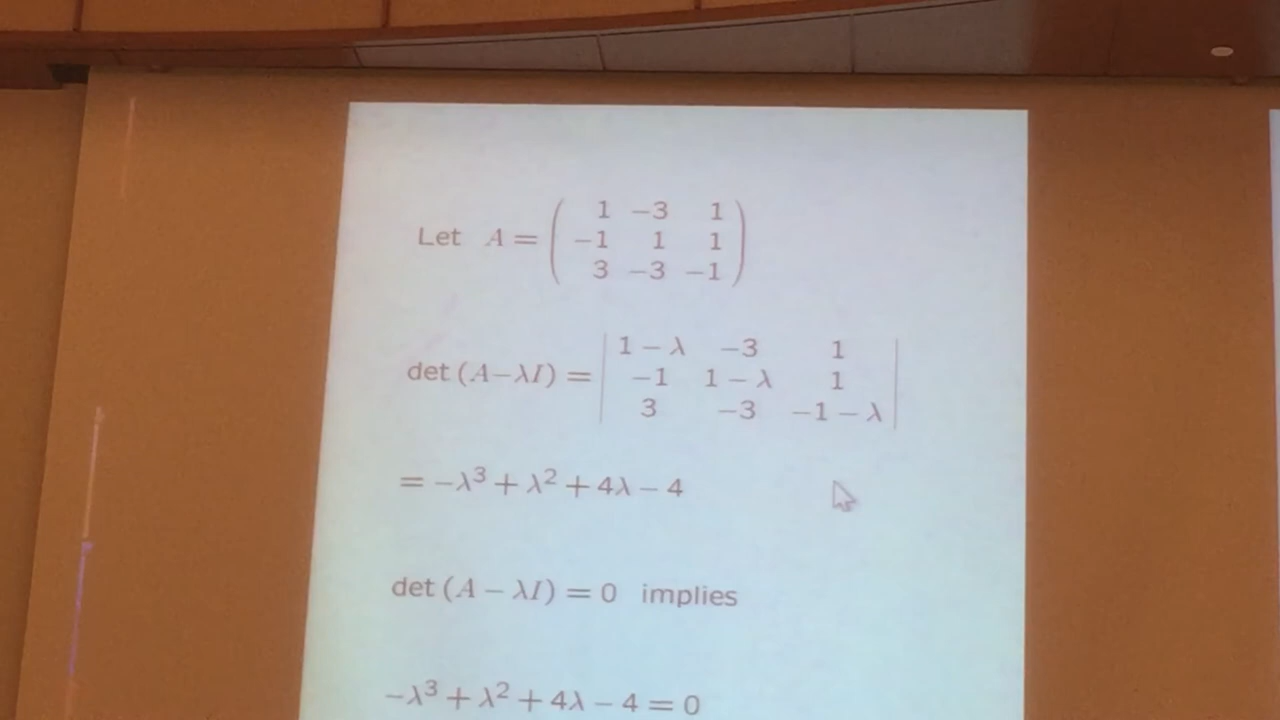 Let A = ( 1 −3 1
−1 1 1
3 −3 −1 )
det (A−λI) = | 1 − λ −3 1
−1 1 − λ 1
3 −3 −1 − λ |
= −λ³ + λ² + 4λ − 4
det (A − λI) = 0 implies
−λ³ + λ² + 4λ − 4 = 0